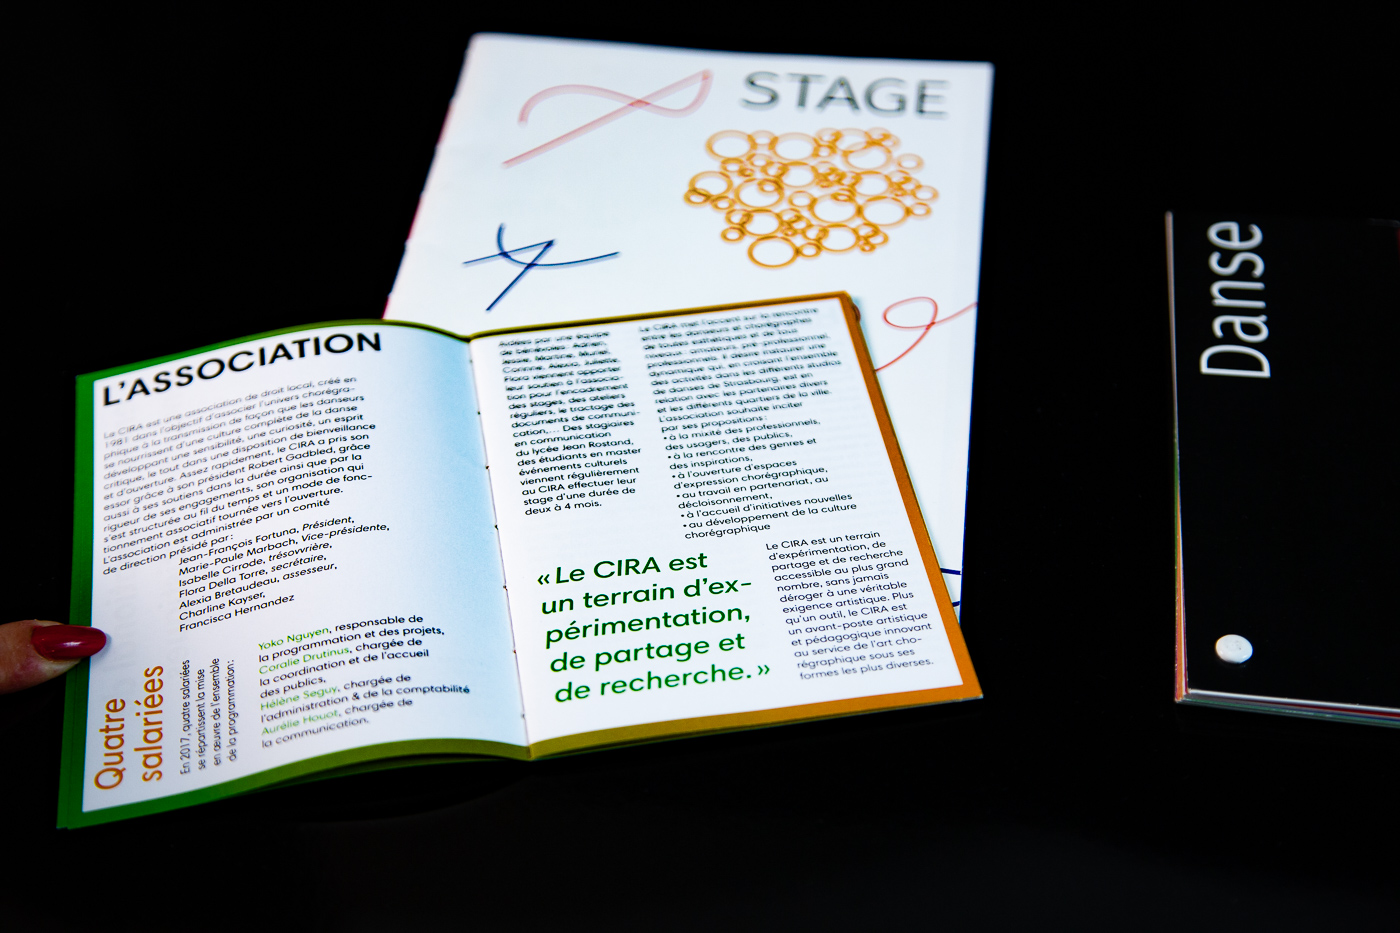 STAGE
Danse
L'ASSOCIATION
Le CIRA est une association de droit local, créé en
1981 dans l'objectif d'associer l'univers chorégra-
phique à la transmission de façon que les danseurs
se nourrissent d'une culture complète de la danse
développant une sensibilité, une curiosité, un esprit
critique, le tout dans une disposition de bienveillance
et d'ouverture. Assez rapidement, le CIRA a pris son
essor grâce à son président Robert Gadbled, grâce
aussi à ses soutiens dans la durée ainsi que par la
rigueur de ses engagements, son organisation qui
s'est structurée au fil du temps et un mode de fonc-
tionnement associatif tournée vers l'ouverture.
L'association est administrée par un comité
de direction présidé par :
Jean-François Fortuna, Président,
Marie-Paule Marbach, Vice-présidente,
Isabelle Cirrode, trésovrière,
Flora Della Torre, secrétaire,
Alexia Bretaudeau, assesseur,
Charline Kayser,
Francisca Hernandez
Quatre
salariées
En 2017, quatre salariées
se répartissent la mise
en œuvre de l'ensemble
de la programmation :
Yoko Nguyen, responsable de
la programmation et des projets,
Coralie Drutinus, chargée de
la coordination et de l'accueil
des publics,
Hélène Seguy, chargée de
l'administration & de la comptabilité
Aurélie Houot, chargée de
la communication.
Aidées par une équipe
de bénévoles : Adrien,
Jessie, Martine, Muriel,
Corinne, Alexia, Juliette,
Flora viennent apporter
leur soutien à l'associa-
tion pour l'encadrement
des stages, des ateliers
réguliers, le tractage des
documents de communi-
cation,... Des stagiaires
en communication
du lycée Jean Rostand,
des étudiants en master
événements culturels
viennent régulièrement
au CIRA effectuer leur
stage d'une durée de
deux à 4 mois.
Le CIRA met l'accent sur la rencontre
entre les danseurs et chorégraphes
de toutes esthétiques et de tout
niveaux : amateurs, pré-professionnel,
professionnels. Il désire instaurer une
dynamique qui, en croisant l'ensemble
des activités dans les différents studios
de danses de Strasbourg, est en
relation avec les partenaires divers
et les différents quartiers de la ville.
L'association souhaite inciter
par ses propositions :
• à la mixité des professionnels,
des usagers, des publics,
• à la rencontre des genres et
des inspirations,
• à l'ouverture d'espaces
d'expression chorégraphique,
• au travail en partenariat, au
décloisonnement,
• à l'accueil d'initiatives nouvelles
• au développement de la culture
chorégraphique
« Le CIRA est
un terrain d'ex-
périmentation,
de partage et
de recherche. »
Le CIRA est un terrain
d'expérimentation, de
partage et de recherche
accessible au plus grand
nombre, sans jamais
déroger à une véritable
exigence artistique. Plus
qu'un outil, le CIRA est
un avant-poste artistique
et pédagogique innovant
au service de l'art cho-
régraphique sous ses
formes les plus diverses.